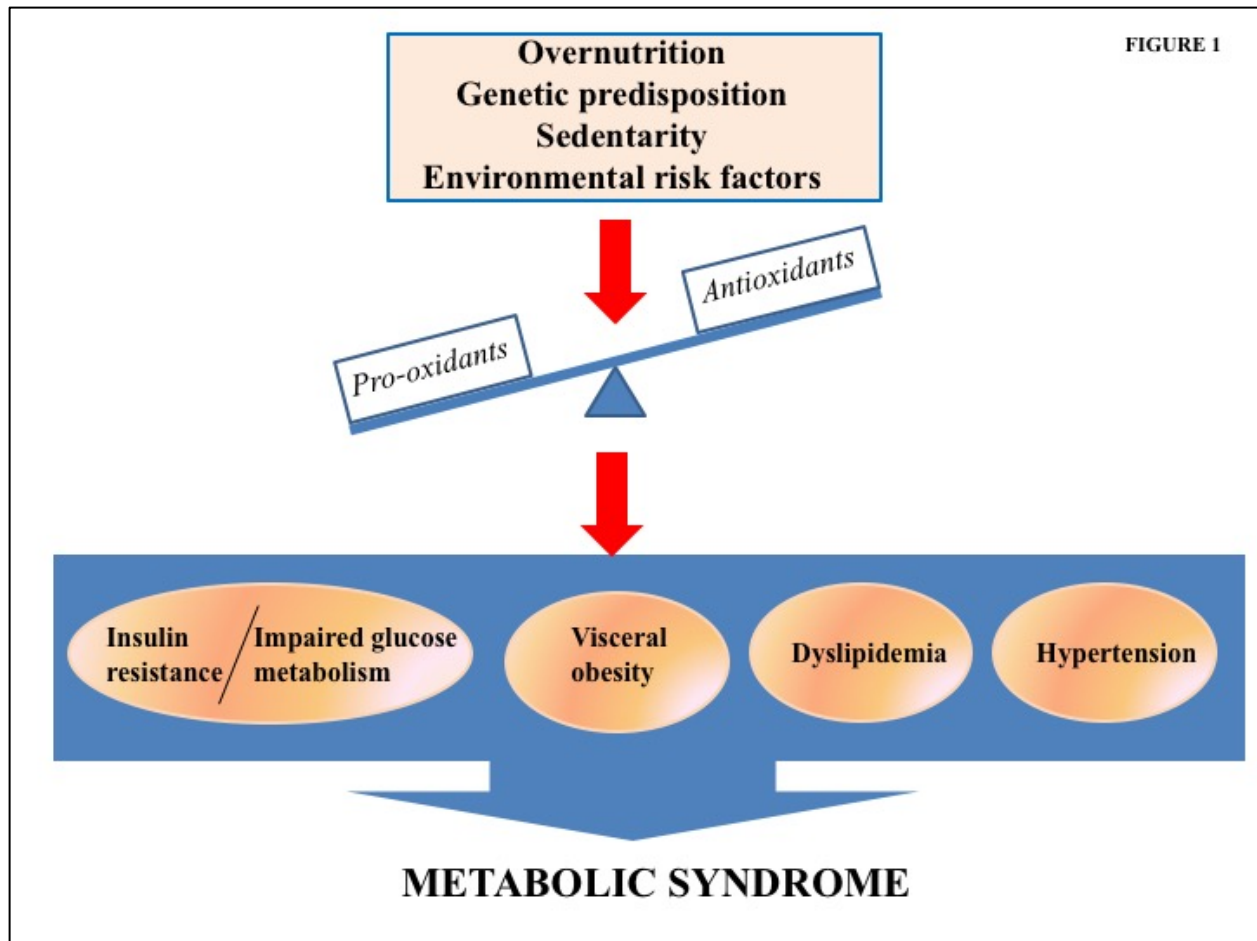 FIGURE 1
Overnutrition
Genetic predisposition
Sedentarity
Environmental risk factors
Antioxidants
Pro-oxidants
Insulin
resistance
/
Impaired glucose
metabolism
Visceral
obesity
Dyslipidemia
Hypertension
METABOLIC SYNDROME